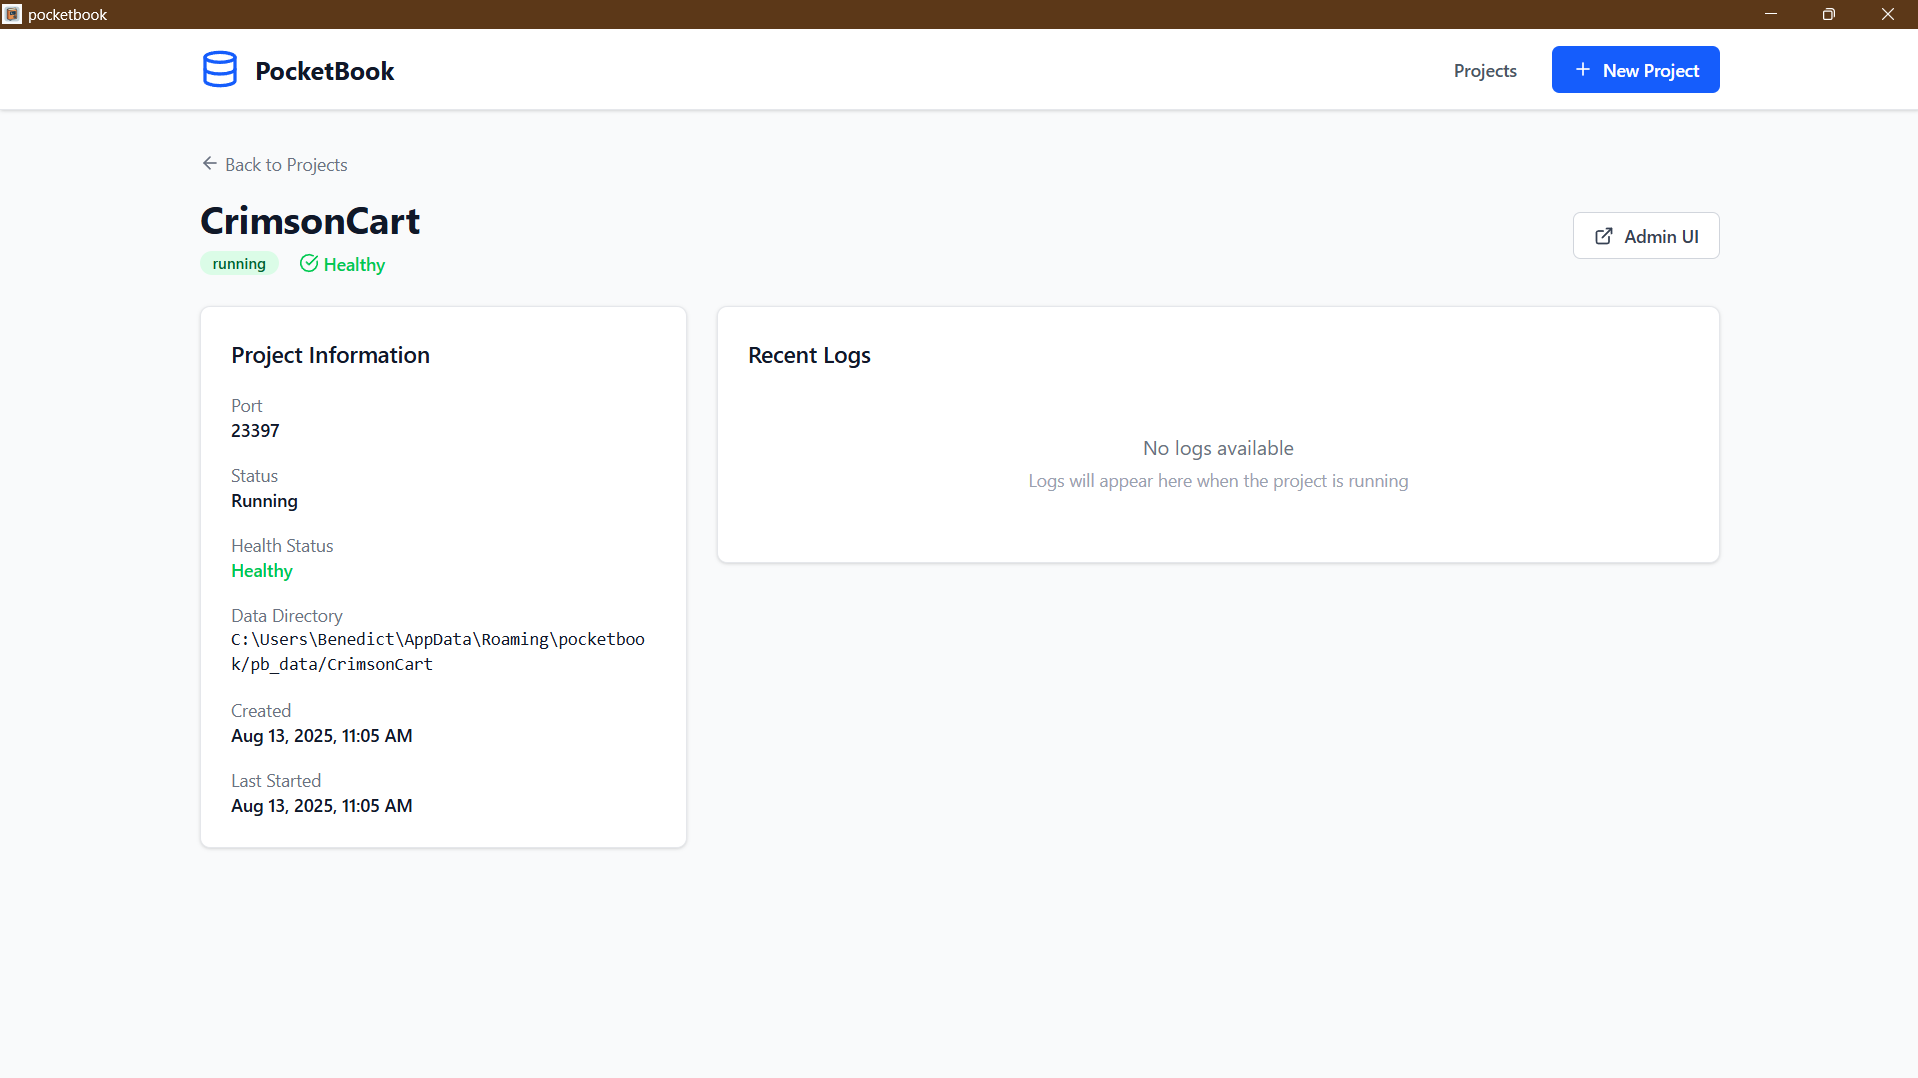 pocketbook
PocketBook
Projects
New Project
Back to Projects
CrimsonCart
Admin UI
running
Healthy
Project Information
Port
23397
Status
Running
Health Status
Healthy
Data Directory
C:\Users\Benedict\AppData\Roaming\pocketboo
k/pb_data/CrimsonCart
Created
Aug 13, 2025, 11:05 AM
Last Started
Aug 13, 2025, 11:05 AM
Recent Logs
No logs available
Logs will appear here when the project is running